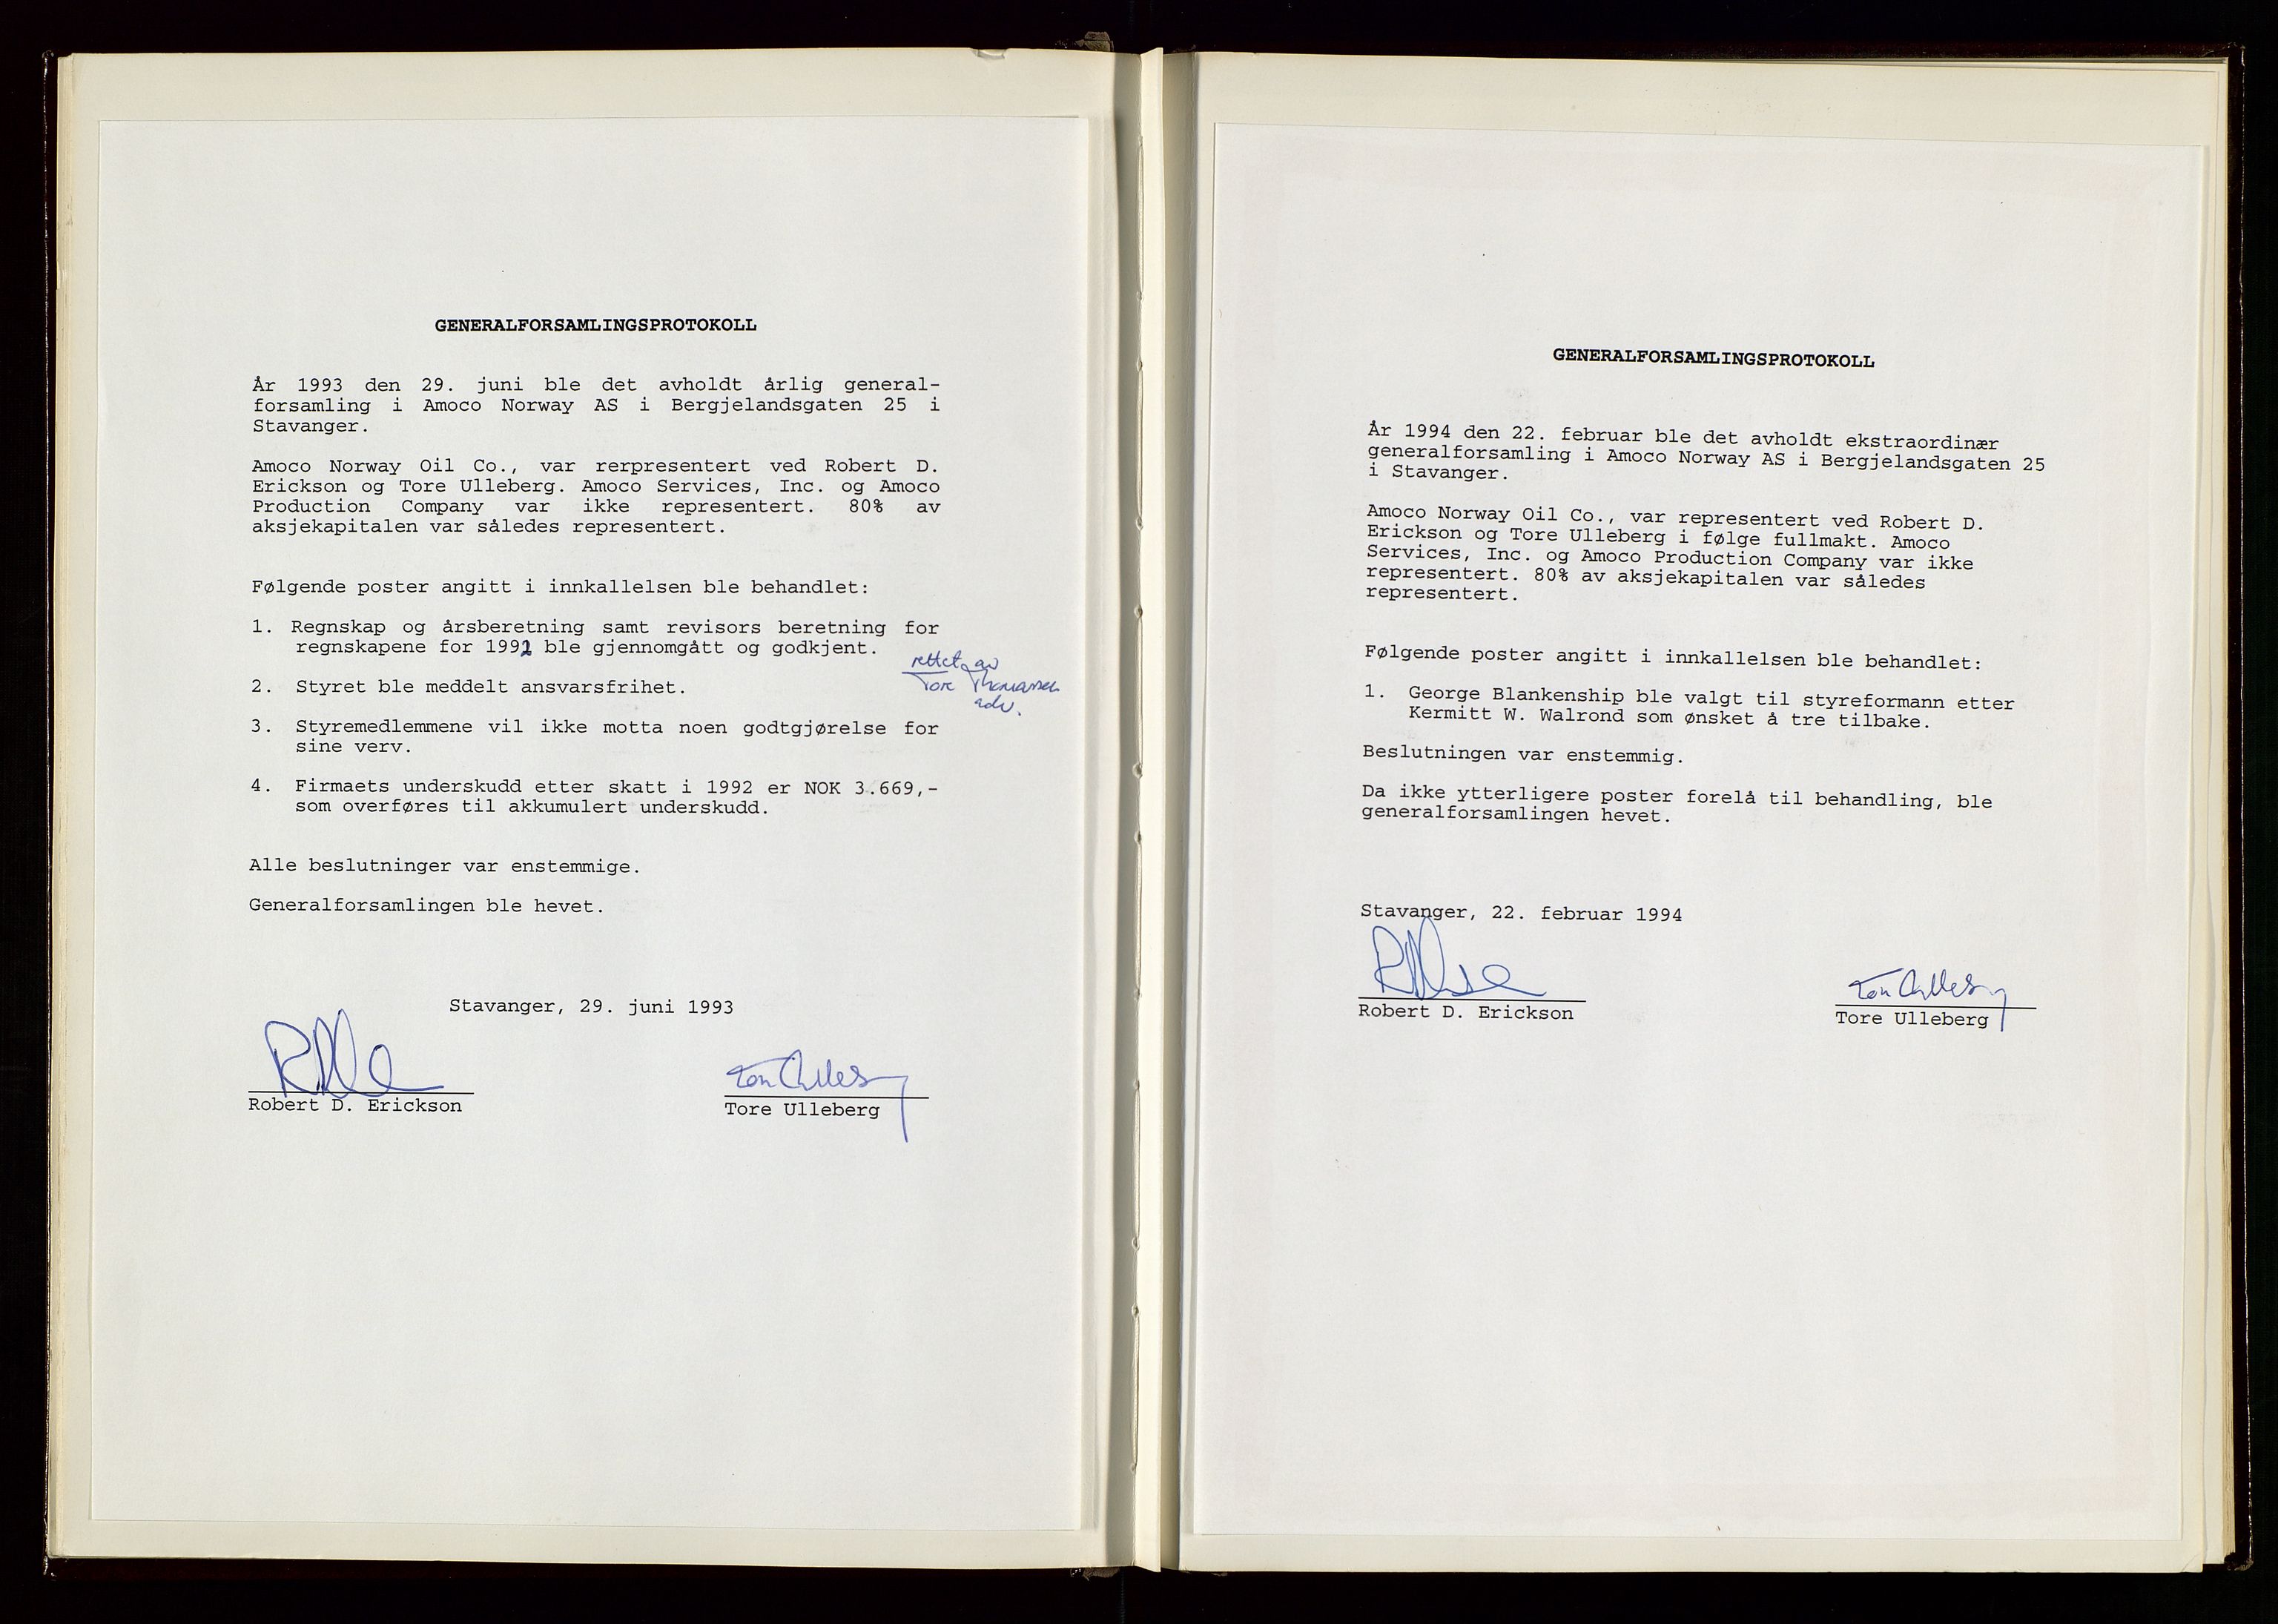 GENERALFORSAMLINGSPROTOKOLL
År 1993 den 29. juni ble det avholdt årlig general-
forsamling i Amoco Norway AS i Bergjelandsgaten 25 i
Stavanger.
Amoco Norway Oil Co., var rerpresentert ved Robert D.
Erickson og Tore Ulleberg. Amoco Services, Inc. og Amoco
Production Company var ikke representert. 80% av
aksjekapitalen var således representert.
Følgende poster angitt i innkallelsen ble behandlet:
1. Regnskap og årsberetning samt revisors beretning for
regnskapene for 1992 ble gjennomgått og godkjent.
rettet av
Tore Thomassen
adv.
2. Styret ble meddelt ansvarsfrihet.
3. Styremedlemmene vil ikke motta noen godtgjørelse for
sine verv.
4. Firmaets underskudd etter skatt i 1992 er NOK 3.669,-
som overføres til akkumulert underskudd.
Alle beslutninger var enstemmige.
Generalforsamlingen ble hevet.
Stavanger, 29. juni 1993
Robert D. Erickson
Tore Ulleberg
GENERALFORSAMLINGSPROTOKOLL
År 1994 den 22. februar ble det avholdt ekstraordinær
generalforsamling i Amoco Norway AS i Bergjelandsgaten 25
i Stavanger.
Amoco Norway Oil Co., var representert ved Robert D.
Erickson og Tore Ulleberg i følge fullmakt. Amoco
Services, Inc. og Amoco Production Company var ikke
representert. 80% av aksjekapitalen var således
representert.
Følgende poster angitt i innkallelsen ble behandlet:
1. George Blankenship ble valgt til styreformann etter
Kermitt W. Walrond som ønsket å tre tilbake.
Beslutningen var enstemmig.
Da ikke ytterligere poster forelå til behandling, ble
generalforsamlingen hevet.
Stavanger, 22. februar 1994
Robert D. Erickson
Tore Ulleberg